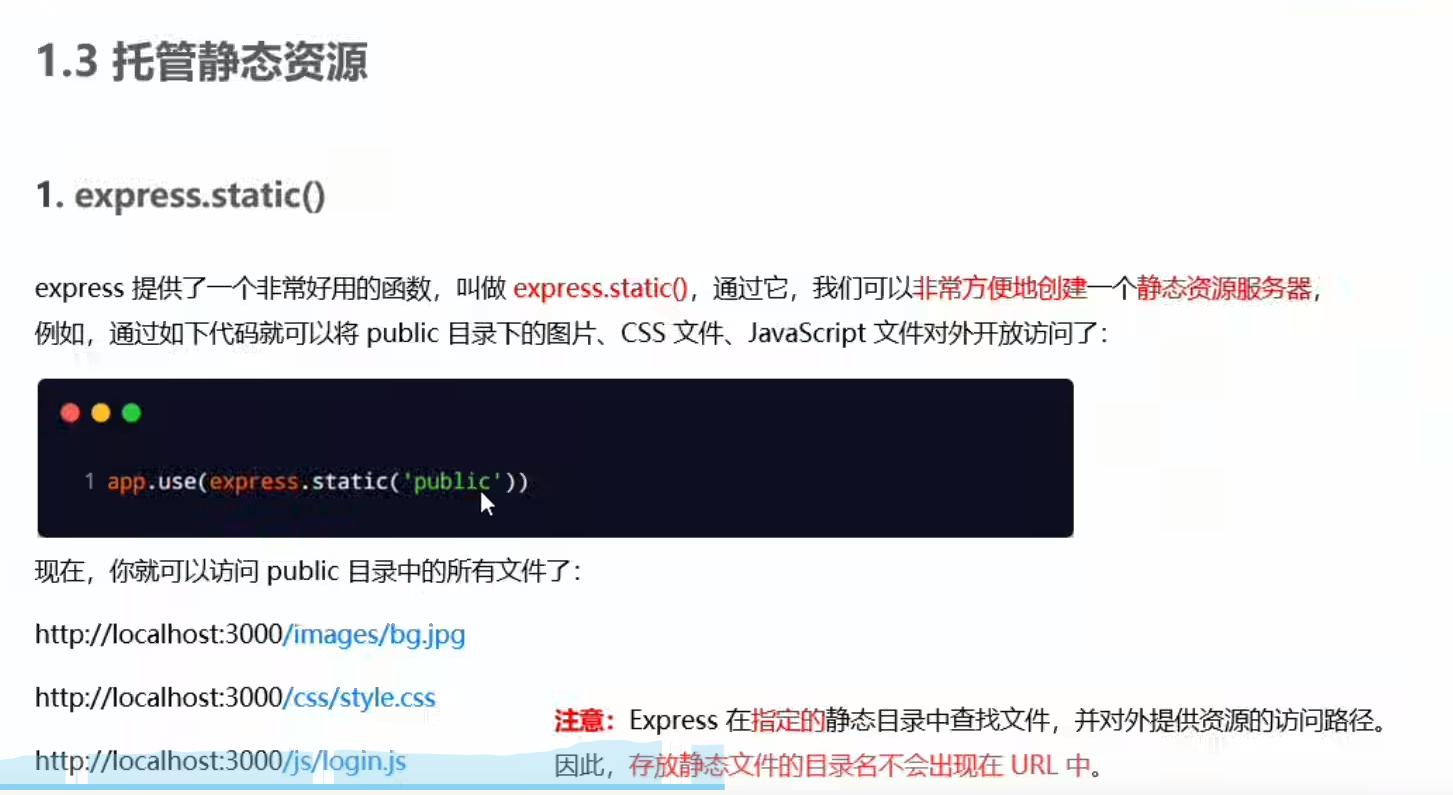 1.3 托管静态资源
1. express.static()
express 提供了一个非常好用的函数，叫做 express.static()，通过它，我们可以非常方便地创建一个静态资源服务器，
例如，通过如下代码就可以将 public 目录下的图片、CSS 文件、JavaScript 文件对外开放访问了：
1 app.use(express.static('public'))
现在，你就可以访问 public 目录中的所有文件了：
http://localhost:3000/images/bg.jpg
http://localhost:3000/css/style.css
http://localhost:3000/js/login.js
注意：Express 在指定的静态目录中查找文件，并对外提供资源的访问路径。
因此，存放静态文件的目录名不会出现在 URL 中。